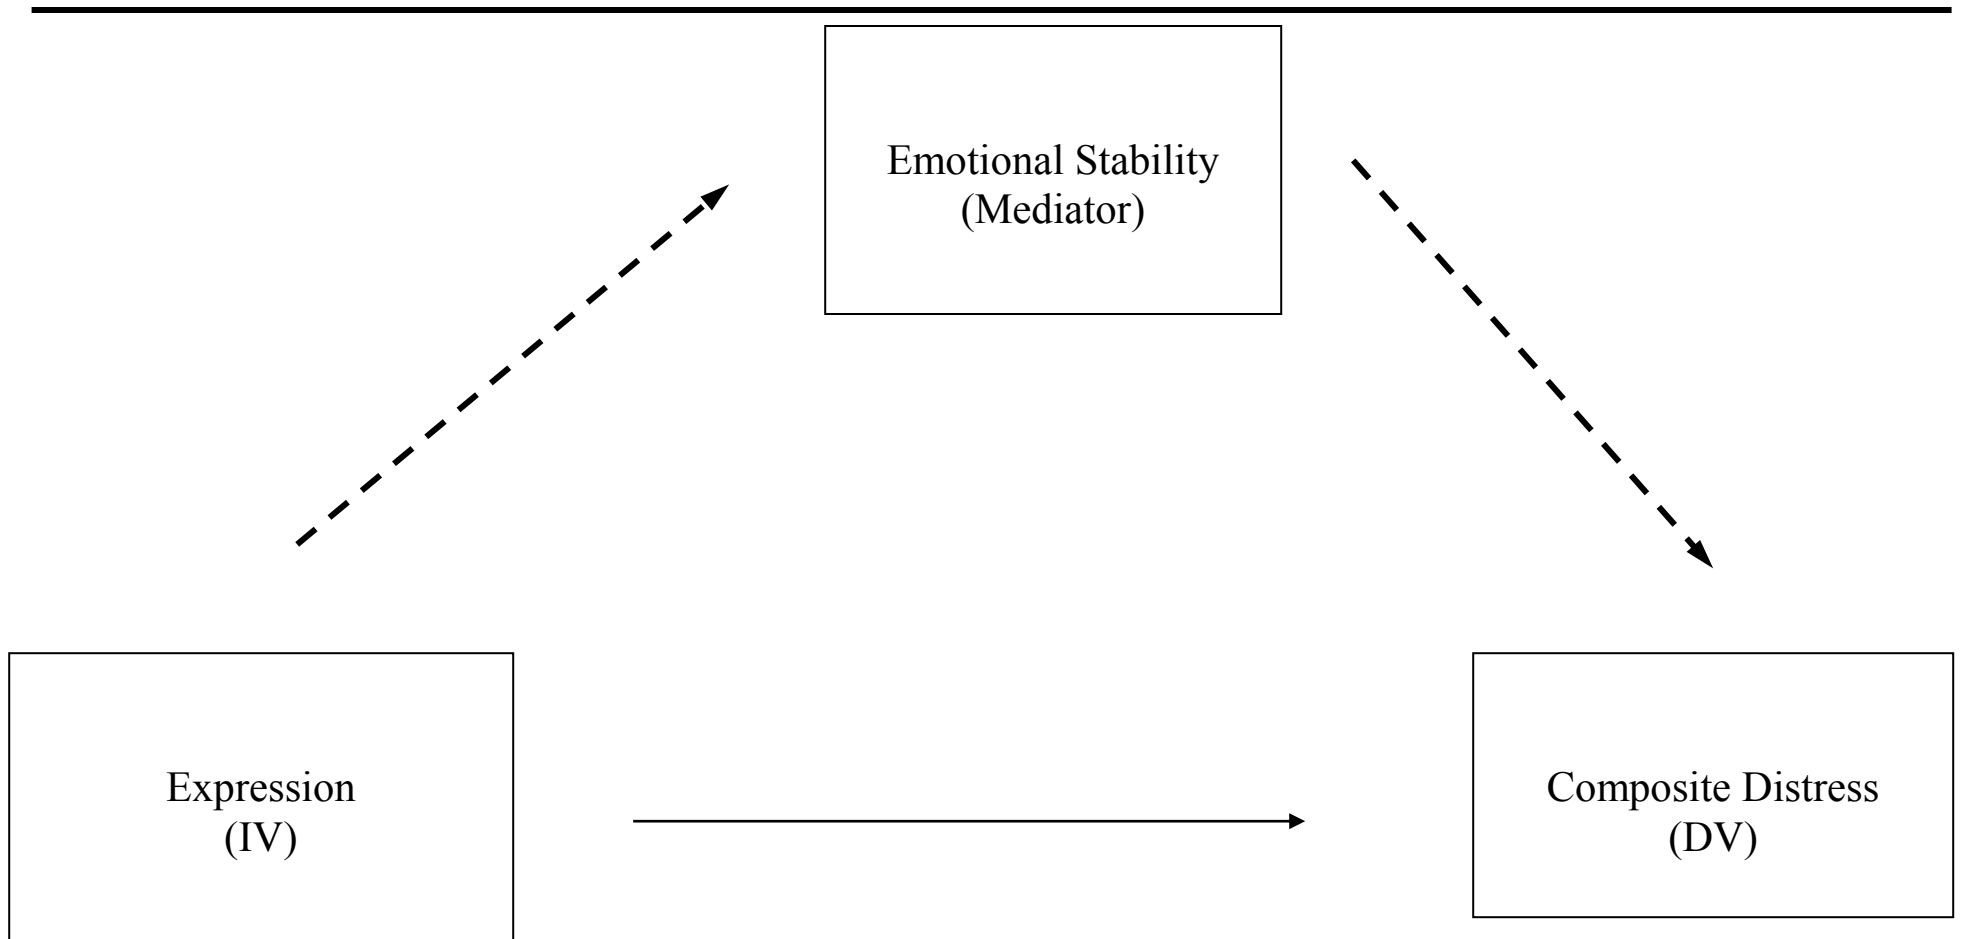 Emotional Stability
(Mediator)
Expression
(IV)
Composite Distress
(DV)